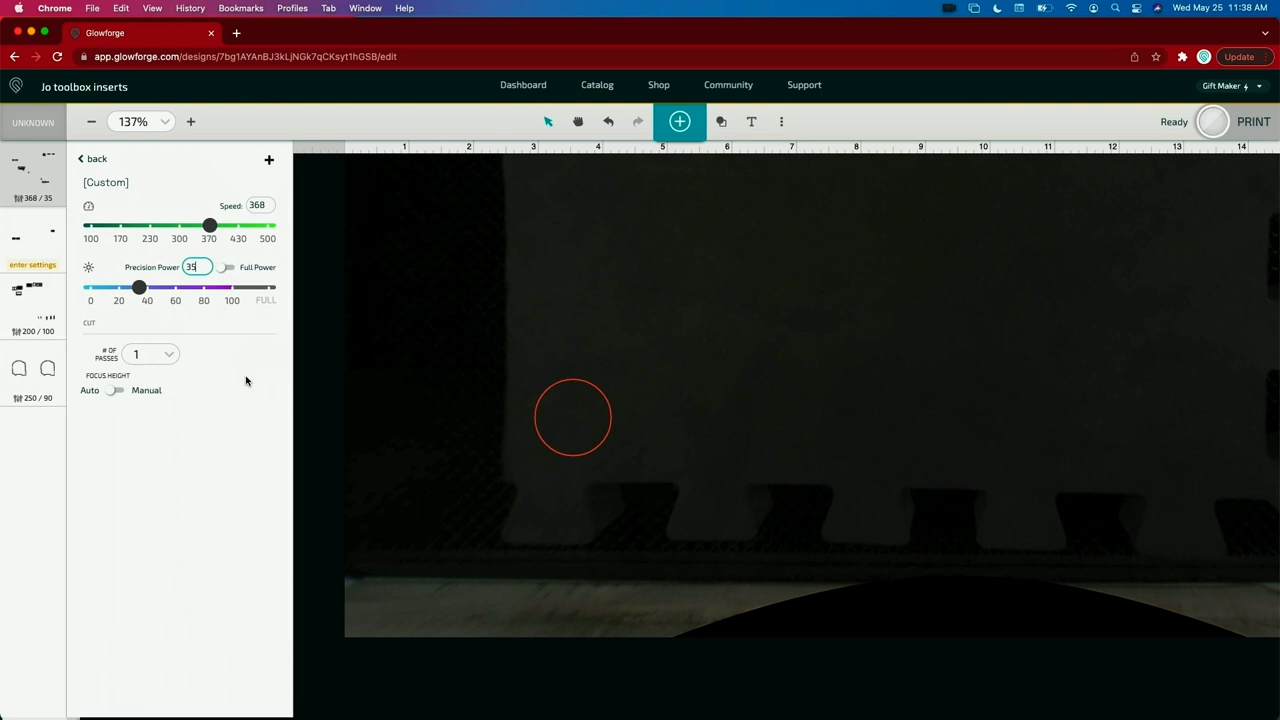 Chrome File Edit View History Bookmarks Profiles Tab Window Help Wed May 25 11:38 AM
Glowforge
app.glowforge.com/designs/7bg1AYAnBJ3kLjNGk7qCKsyt1hGSB/edit Update
Jo toolbox inserts Dashboard Catalog Shop Community Support Gift Maker
UNKNOWN 137% Ready PRINT
1 2 3 4 5 6 7 8 9 10 11 12 13 14
back
[Custom]
368 / 35
Speed: 368
100 170 230 300 370 430 500
enter settings
Precision Power 35 Full Power
0 20 40 60 80 100 FULL
CUT
200 / 100
# OF
PASSES 1
FOCUS HEIGHT
Auto Manual
250 / 90